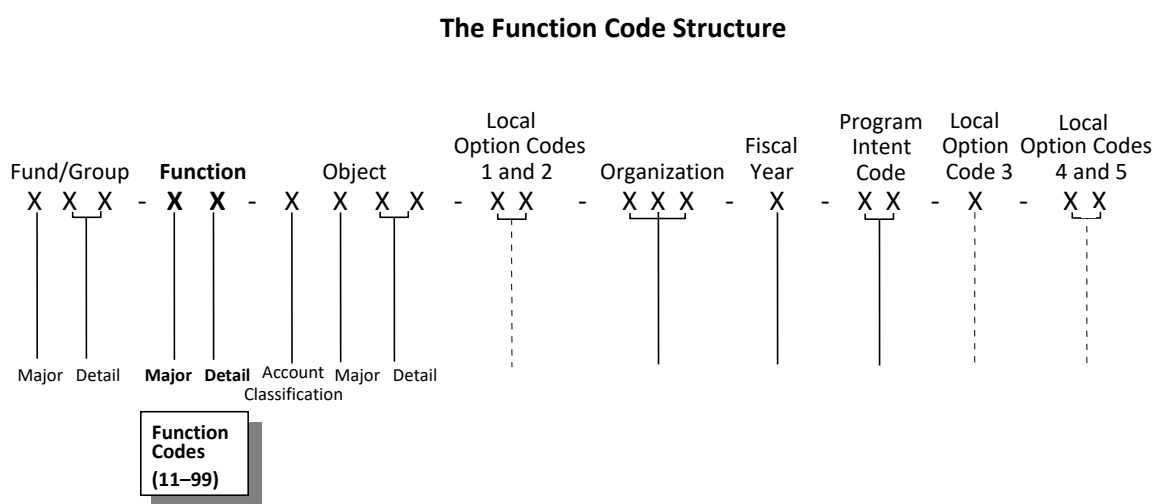 The Function Code Structure
Fund/Group
Function
Object
Local
Option Codes
1 and 2
Organization
Fiscal
Year
Program
Intent
Code
Local
Option
Code 3
Local
Option Codes
4 and 5
X X X - X X - X X X X - X X - X X X - X - X X - X - X X
Major Detail Major Detail Account Major Detail
Classification
Function
Codes
(11–99)